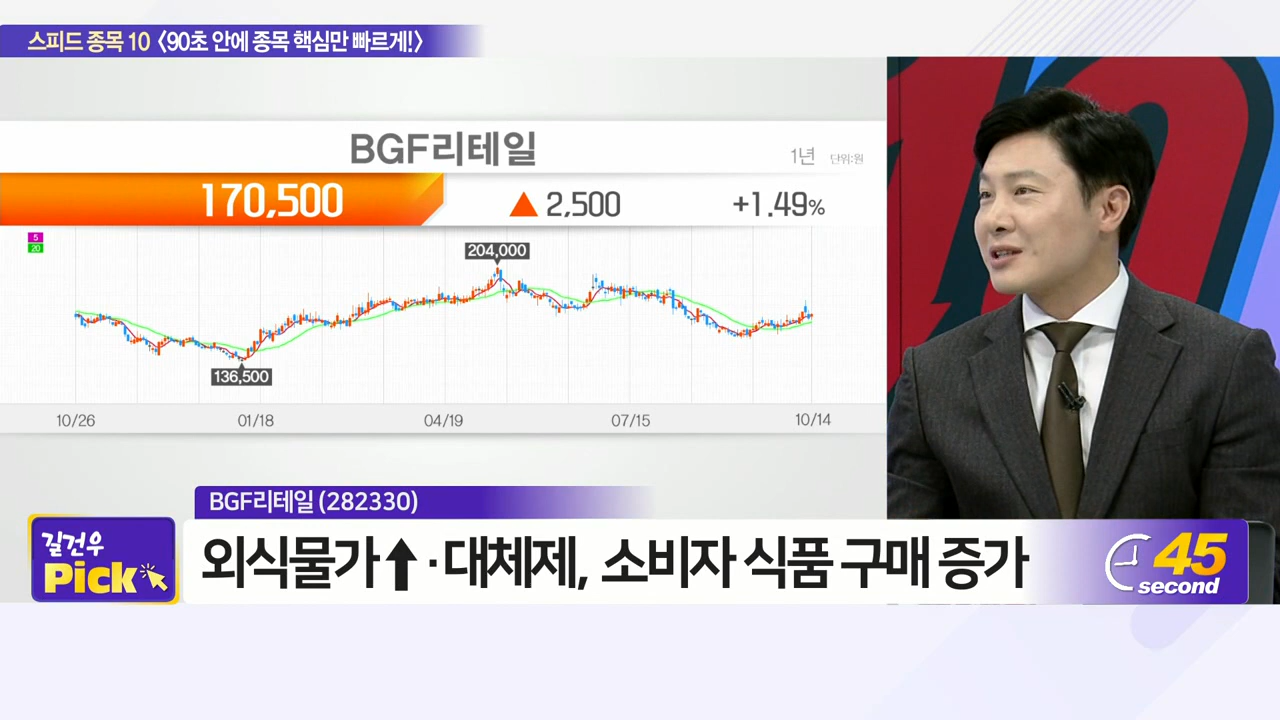 스피드 종목 10 <90초 안에 종목 핵심만 빠르게!>
BGF리테일
1년 단위:원
170,500 ▲ 2,500 +1.49%
5
20
204,000
136,500
10/26 01/18 04/19 07/15 10/14
BGF리테일 (282330)
길건우
Pick
외식물가↑·대체제, 소비자 식품 구매 증가
45
second